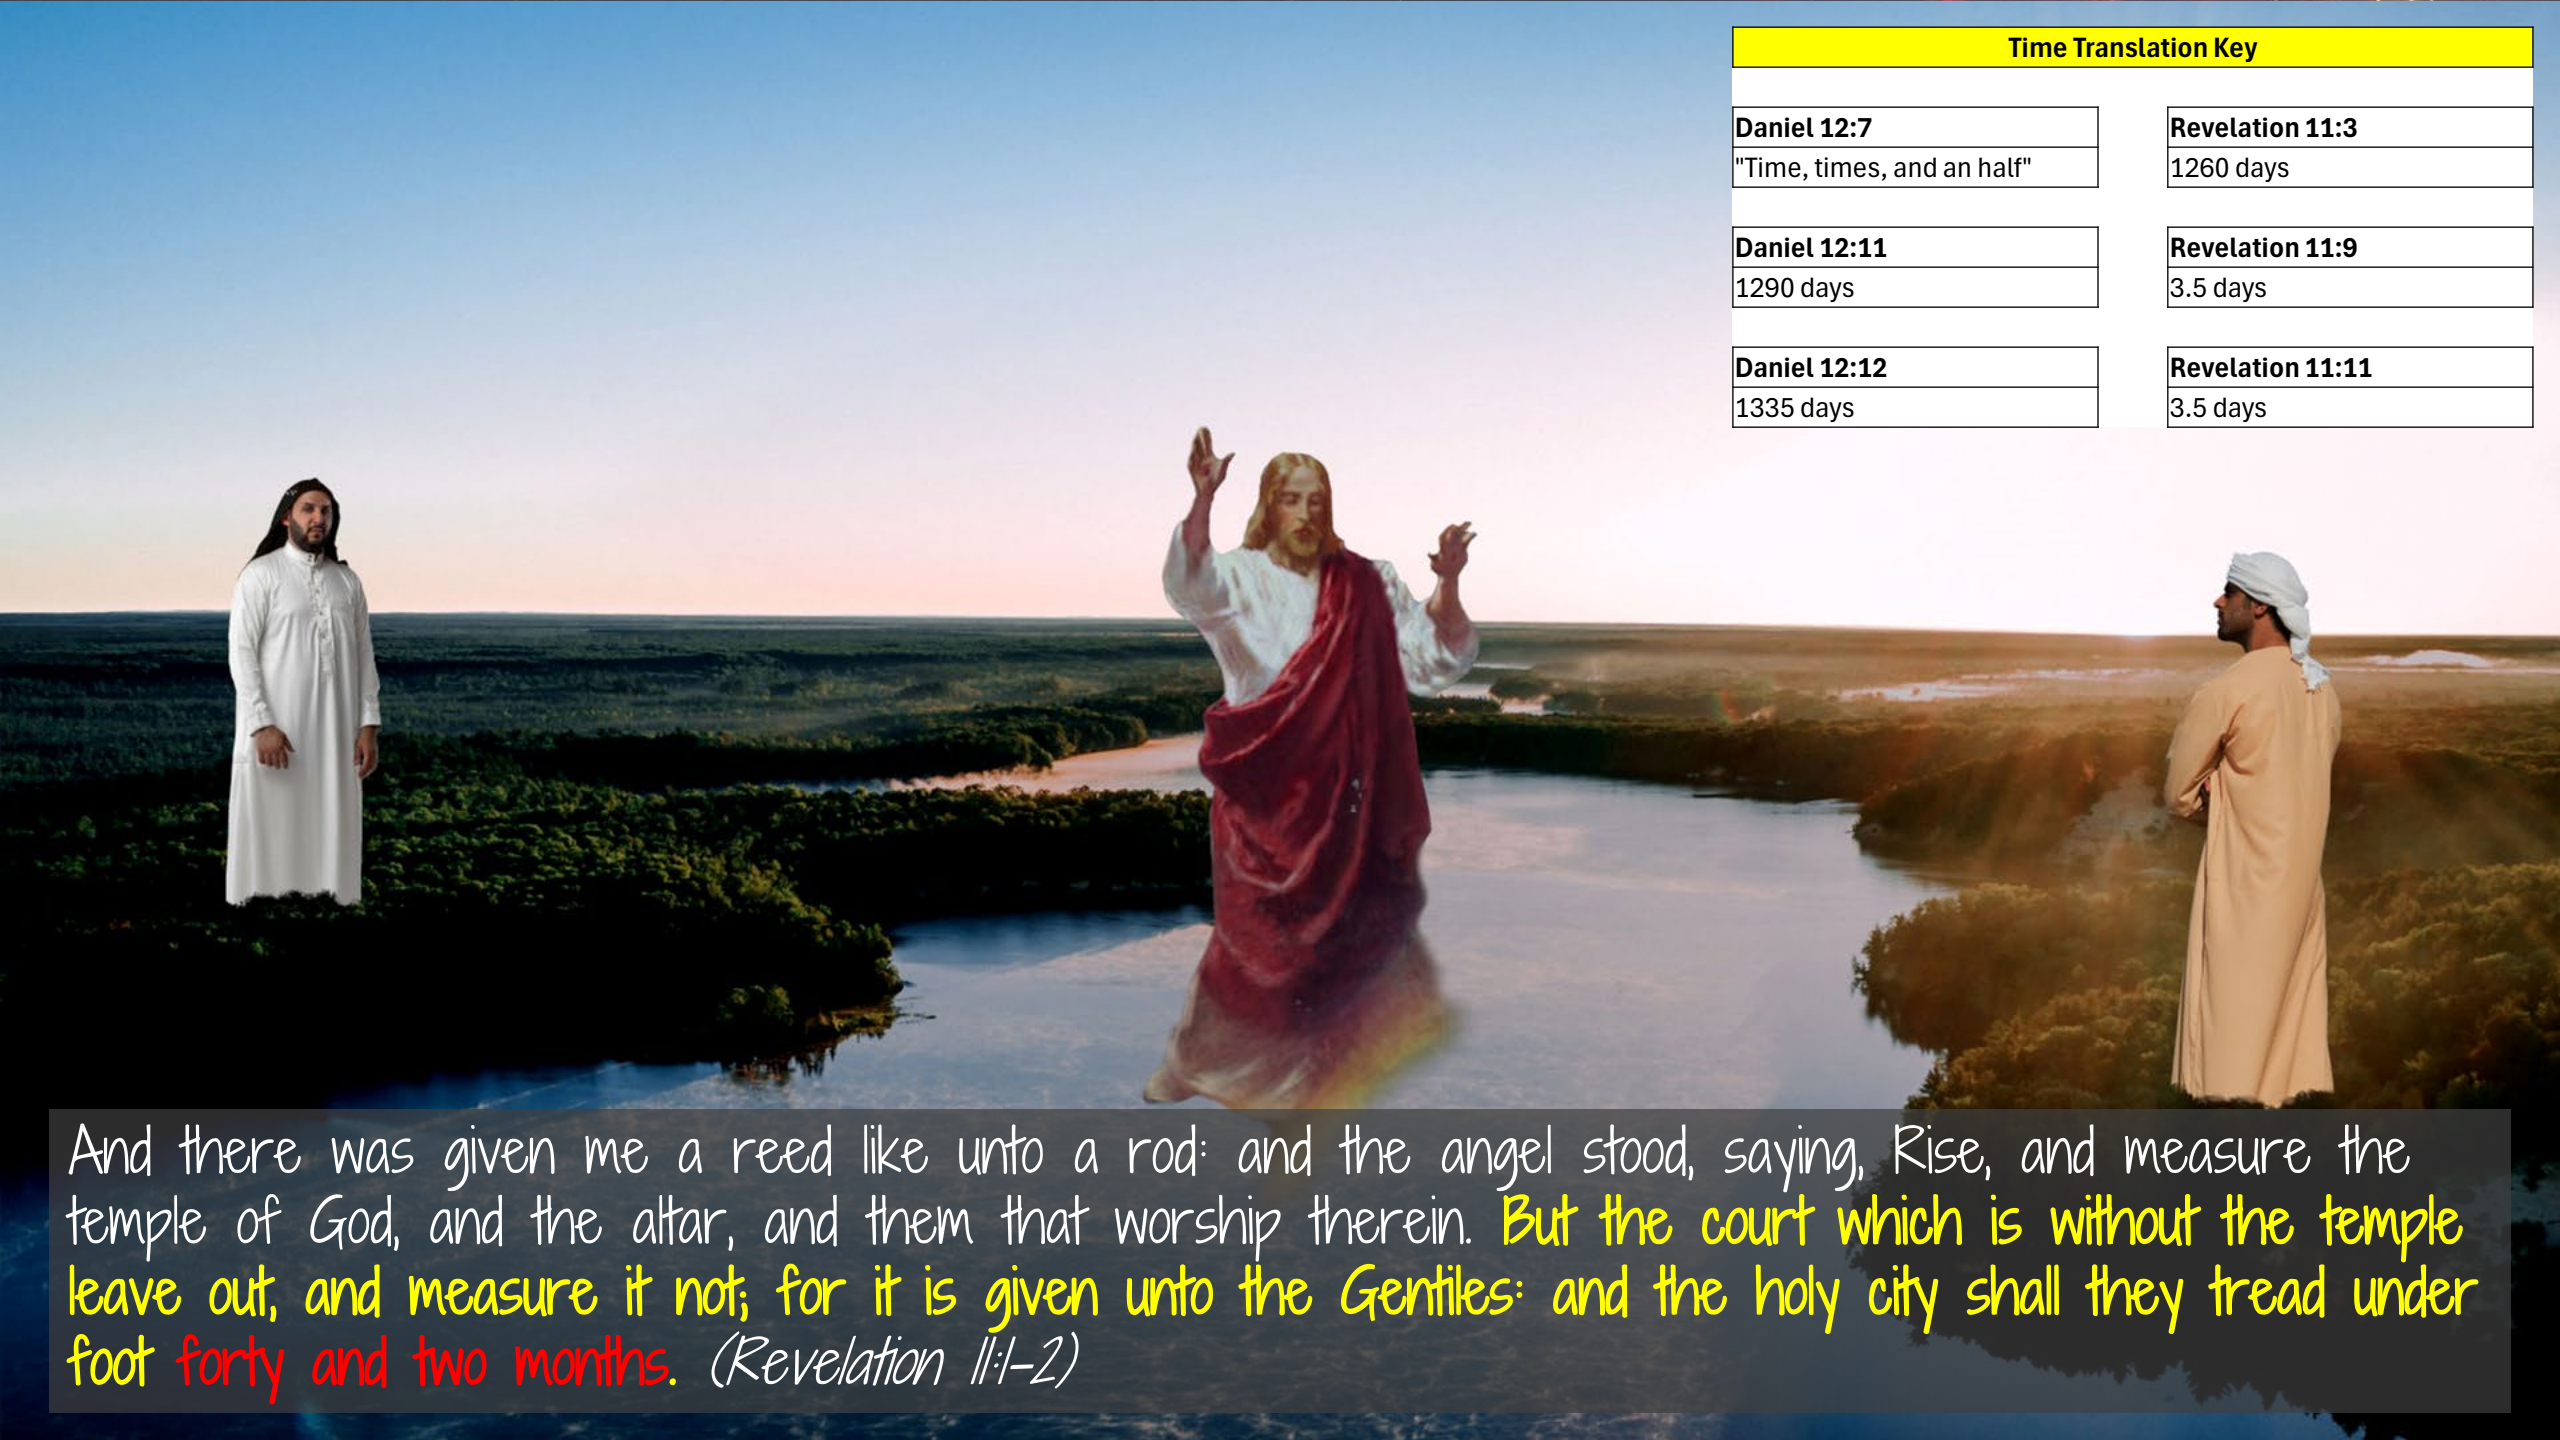 Time Translation Key
Daniel 12:7
Revelation 11:3
"Time, times, and an half"
1260 days
Daniel 12:11
Revelation 11:9
1290 days
3.5 days
Daniel 12:12
Revelation 11:11
1335 days
3.5 days
And there was given me a reed like unto a rod: and the angel stood, saying, Rise, and measure the
temple of God, and the altar, and them that worship therein. But the court which is without the temple
leave out, and measure it not; for it is given unto the Gentiles: and the holy city shall they tread under
foot forty and two months. (Revelation 11:1-2)